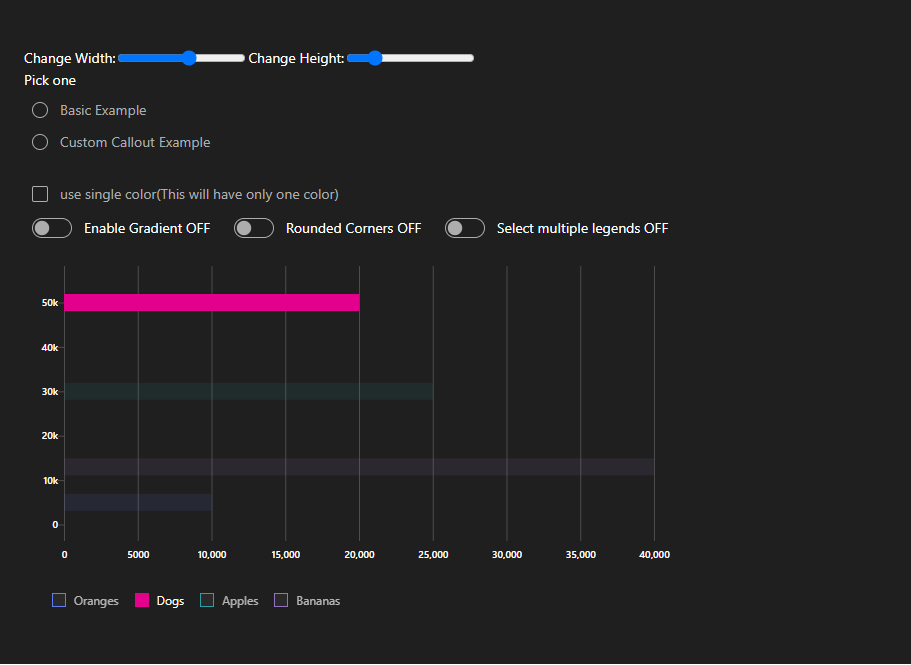 Change Width: Change Height:
Pick one
Basic Example
Custom Callout Example
use single color(This will have only one color)
Enable Gradient OFF Rounded Corners OFF Select multiple legends OFF
50k
40k
30k
20k
10k
0
0 5000 10,000 15,000 20,000 25,000 30,000 35,000 40,000
Oranges Dogs Apples Bananas